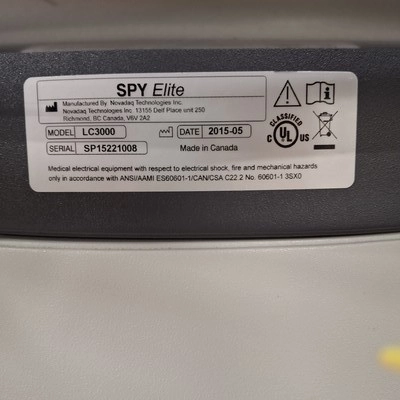 SPY Elite
Manufactured By: Novadaq Technologies Inc.
Novadaq Technologies Inc. 13155 Delf Place unit 250
Richmond, BC Canada, V6V 2A2
MODEL LC3000 DATE 2015-05
SERIAL SP15221008 Made in Canada
CLASSIFIED
C UL US
Medical electrical equipment with respect to electrical shock, fire and mechanical hazards
only in accordance with ANSI/AAMI ES60601-1/CAN/CSA C22.2 No. 60601-1 3SX0